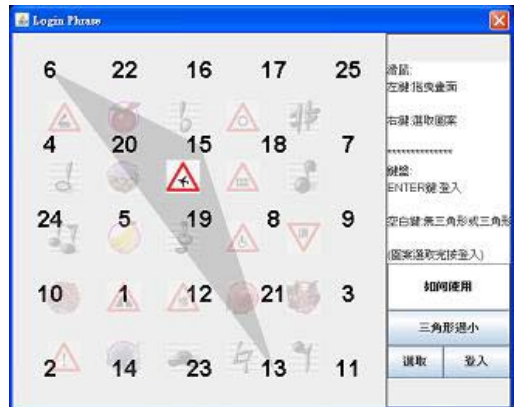 Login Phrase
6 22 16 17 25
4 20 15 18 7
24 5 19 8 9
10 1 12 21 3
2 14 23 13 11
滑鼠:
左鍵:拖曳畫面
右鍵:選取圖案
*************
鍵盤:
ENTER鍵:登入
空白鍵:無三角形或三角形
(圖案選取完按登入)
如何使用
三角形過小
選取 登入